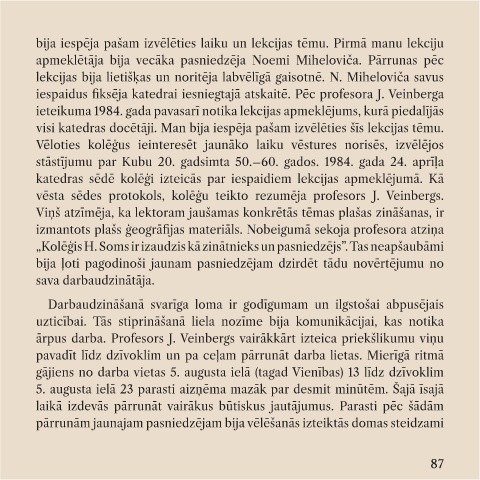 bija iespēja pašam izvēlēties laiku un lekcijas tēmu. Pirmā manu lekciju
apmeklētāja bija vecāka pasniedzēja Noemi Miheloviča. Pārrunas pēc
lekcijas bija lietišķas un noritēja labvēlīgā gaisotnē. N. Miheloviča savus
iespaidus fiksēja katedrai iesniegtajā atskaitē. Pēc profesora J. Veinberga
ieteikuma 1984. gada pavasarī notika lekcijas apmeklējums, kurā piedalījās
visi katedras docētāji. Man bija iespēja pašam izvēlēties šīs lekcijas tēmu.
Vēloties kolēģus ieinteresēt jaunāko laiku vēstures norisēs, izvēlējos
stāstījumu par Kubu 20. gadsimta 50.—60. gados. 1984. gada 24. aprīļa
katedras sēdē kolēģi izteicās par iespaidiem lekcijas apmeklējumā. Kā
vēsta sēdes protokols, kolēģu teikto rezumēja profesors J. Veinbergs.
Viņš atzīmēja, ka lektoram jaušamas konkrētās tēmas plašas zināšanas, ir
izmantots plašs ģeogrāfijas materiāls. Nobeigumā sekoja profesora atziņa
„Kolēģis H. Soms ir izaudzis kā zinātnieks un pasniedzējs”. Tas neapšaubāmi
bija ļoti pagodinoši jaunam pasniedzējam dzirdēt tādu novērtējumu no
sava darbaudzinātāja.
Darbaudzināšanā svarīga loma ir godīgumam un ilgstošai abpusējais
uzticībai. Tās stiprināšanā liela nozīme bija komunikācijai, kas notika
ārpus darba. Profesors J. Veinbergs vairākkārt izteica priekšlikumu viņu
pavadīt līdz dzīvoklim un pa ceļam pārrunāt darba lietas. Mierīgā ritmā
gājiens no darba vietas 5. augusta ielā (tagad Vienības) 13 līdz dzīvoklim
5. augusta ielā 23 parasti aizņēma mazāk par desmit minūtēm. Šajā īsajā
laikā izdevās pārrunāt vairākus būtiskus jautājumus. Parasti pēc šādām
pārrunām jaunajam pasniedzējam bija vēlēšanās izteiktās domas steidzami
87